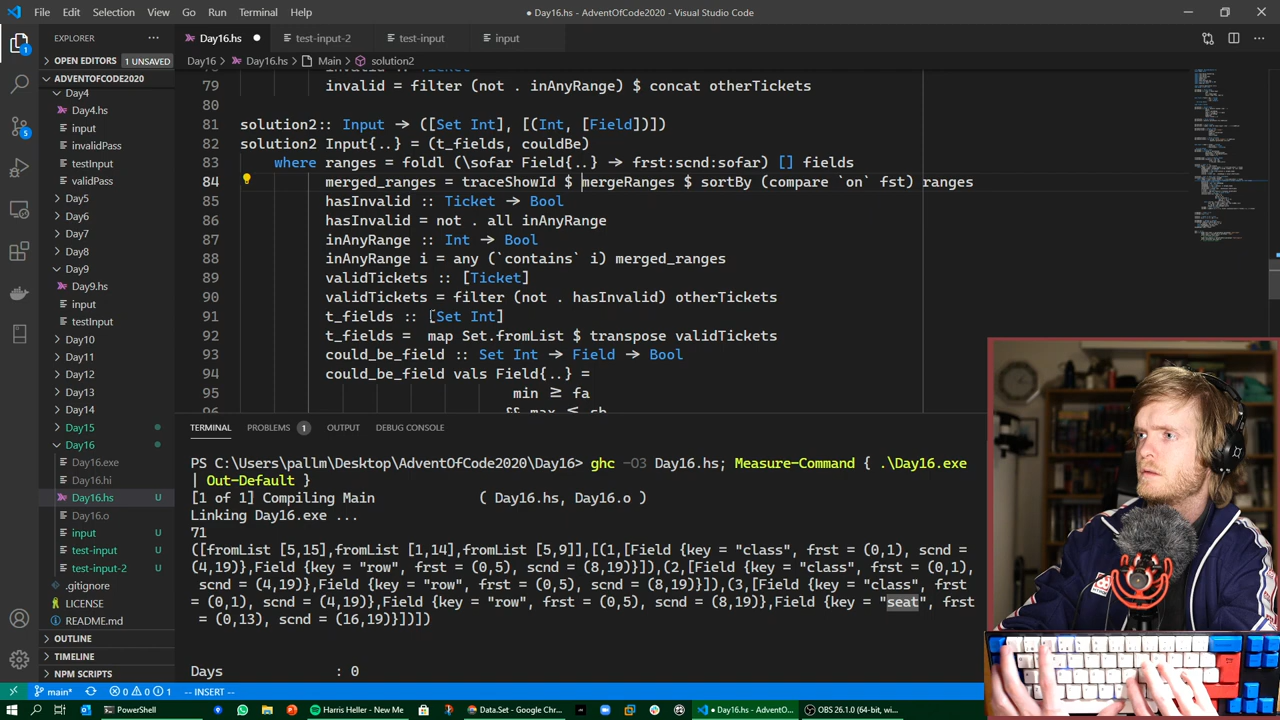 File Edit Selection View Go Run Terminal Help
● Day16.hs - AdventOfCode2020 - Visual Studio Code
EXPLORER ···
Day16.hs ● test-input-2 test-input input
OPEN EDITORS 1 UNSAVED
Day16 > Day16.hs > Main > solution2
ADVENTOFCODE2020
Day4
Day4.hs
input
invalidPass
testInput
validPass
Day5
Day6
Day7
Day8
Day9
Day9.hs
input
testInput
Day10
Day11
Day12
Day13
Day14
Day15
Day16
Day16.exe
Day16.hi
Day16.hs U
Day16.o
input U
test-input U
test-input-2 U
.gitignore
LICENSE
README.md
OUTLINE
TIMELINE
NPM SCRIPTS
79 invalid = filter (not . inAnyRange) $ concat otherTickets
80
81 solution2:: Input → ([Set Int], [(Int, [Field])])
82 solution2 Input{..} = (t_fields, couldBe)
83 where ranges = foldl (\sofar Field{..} → frst:scnd:sofar) [] fields
84 merged_ranges = traceShowId $ mergeRanges $ sortBy (compare `on` fst) ranges
85 hasInvalid :: Ticket → Bool
86 hasInvalid = not . all inAnyRange
87 inAnyRange :: Int → Bool
88 inAnyRange i = any (`contains` i) merged_ranges
89 validTickets :: [Ticket]
90 validTickets = filter (not . hasInvalid) otherTickets
91 t_fields :: [Set Int]
92 t_fields =  map Set.fromList $ transpose validTickets
93 could_be_field :: Set Int → Field → Bool
94 could_be_field vals Field{..} =
95 min ≥ fa
&& max ≤ sb
TERMINAL PROBLEMS 1 OUTPUT DEBUG CONSOLE
PS C:\Users\pallm\Desktop\AdventOfCode2020\Day16> ghc -O3 Day16.hs; Measure-Command { .\Day16.exe
| Out-Default }
[1 of 1] Compiling Main ( Day16.hs, Day16.o )
Linking Day16.exe ...
71
([fromList [5,15],fromList [1,14],fromList [5,9]],[(1,[Field {key = "class", frst = (0,1), scnd =
(4,19)},Field {key = "row", frst = (0,5), scnd = (8,19)}]),(2,[Field {key = "class", frst = (0,1),
scnd = (4,19)},Field {key = "row", frst = (0,5), scnd = (8,19)}]),(3,[Field {key = "class", frst
= (0,1), scnd = (4,19)},Field {key = "row", frst = (0,5), scnd = (8,19)},Field {key = "seat", frst
= (0,13), scnd = (16,19)}])])
Days : 0
main* 0 0 1 -- INSERT --
PowerShell Harris Heller - New Me Data.Set - Google Chr... ● Day16.hs - AdventO... OBS 26.1.0 (64-bit, wi...